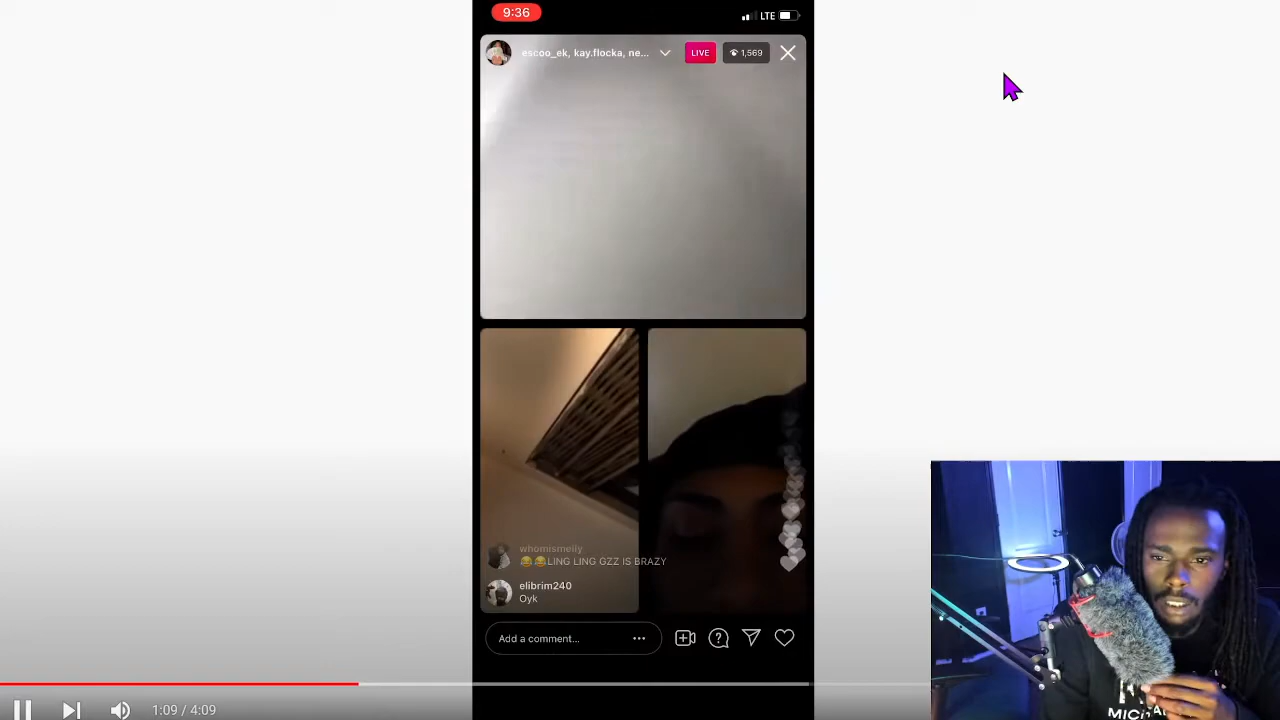 9:36
LTE
escoo_ek, kay.flocka, ne...
LIVE
1,569
whomismelly
😂😂LING LING GZZ IS BRAZY
elibrim240
Oyk
Add a comment...
1:09 / 4:09